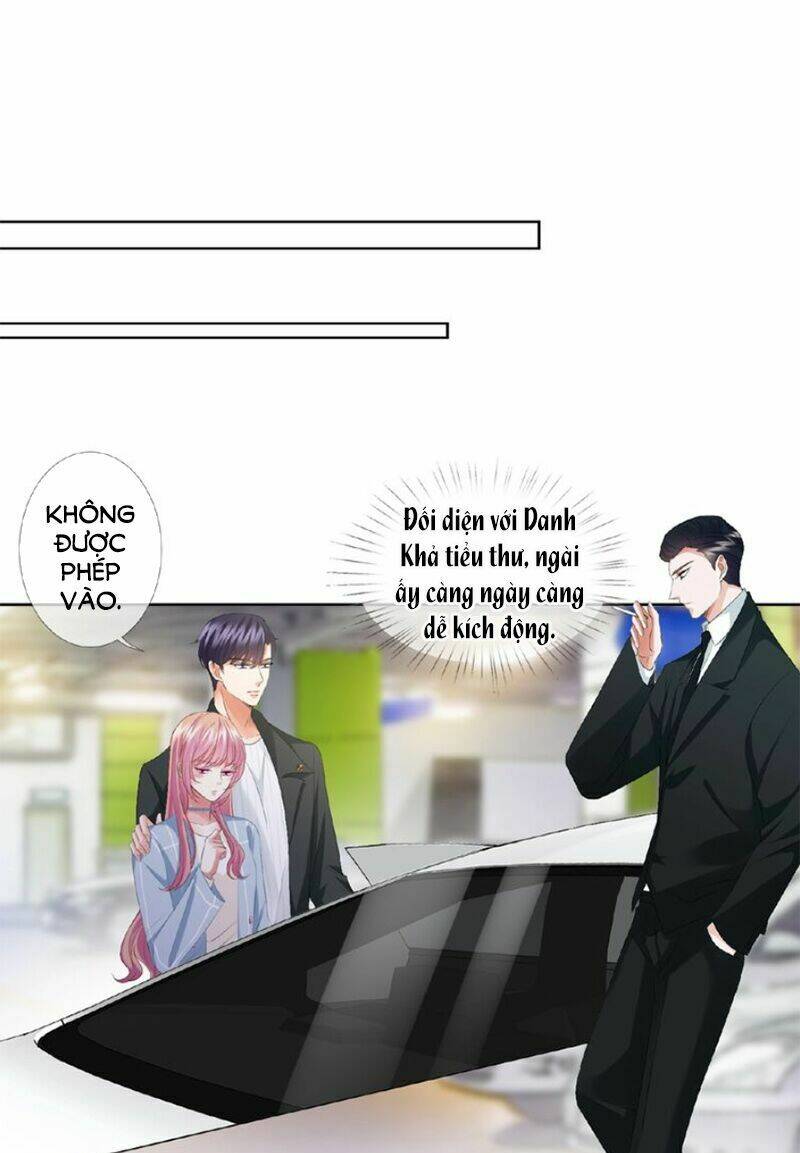 KHÔNG
ĐƯỢC
PHÉP
VÀO.
Đối diện với Danh
Khả tiểu thư, ngài
ấy càng ngày càng
dễ kích động.